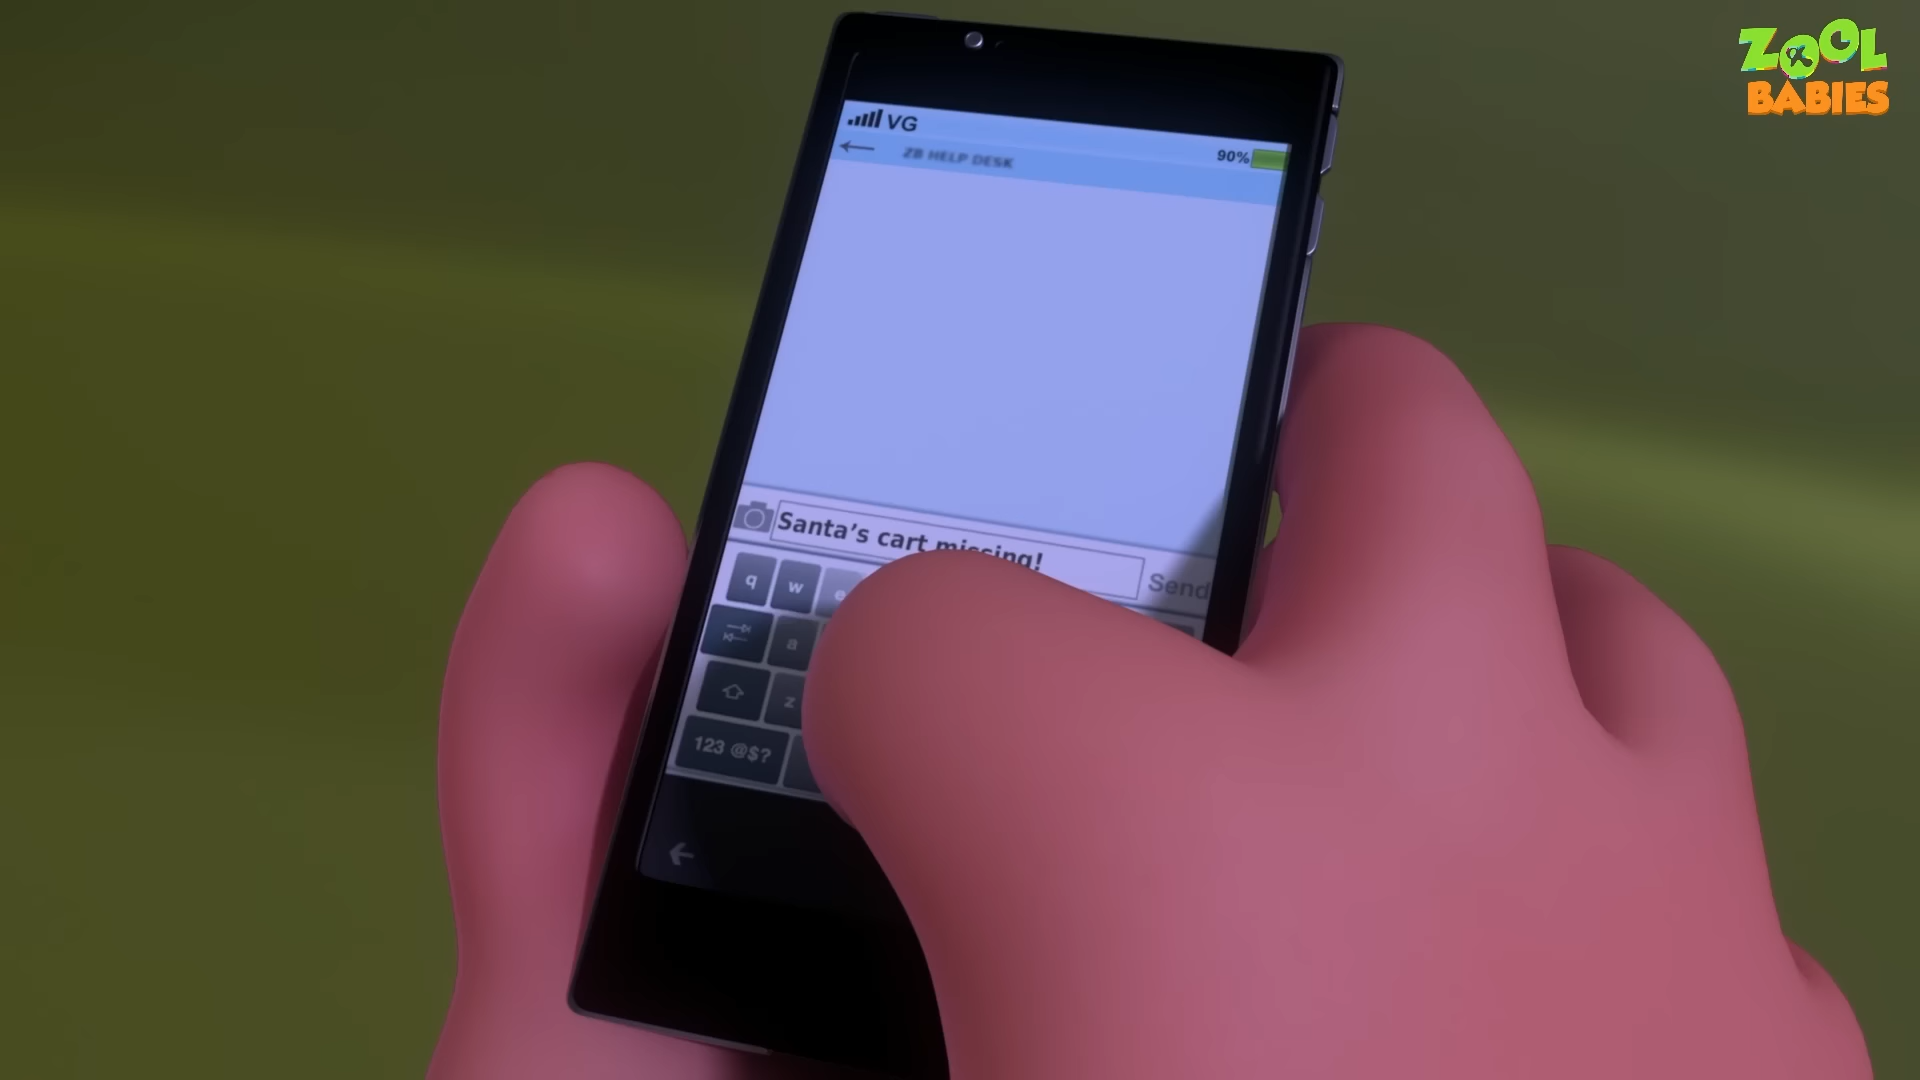 ZOOL
BABIES
VG
90%
ZB HELP DESK
Santa's cart missing!
Send
q w e
a
z
123 @$?